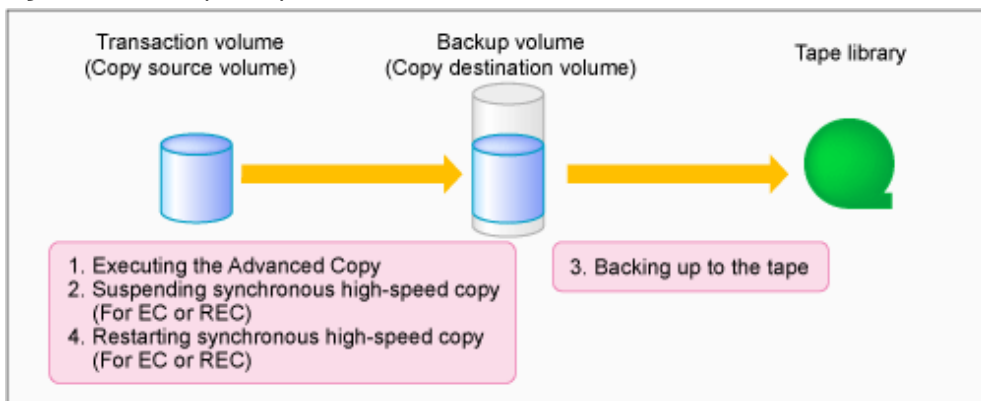 Transaction volume
(Copy source volume)
Backup volume
(Copy destination volume)
Tape library
1. Executing the Advanced Copy
2. Suspending synchronous high-speed copy
(For EC or REC)
4. Restarting synchronous high-speed copy
(For EC or REC)
3. Backing up to the tape